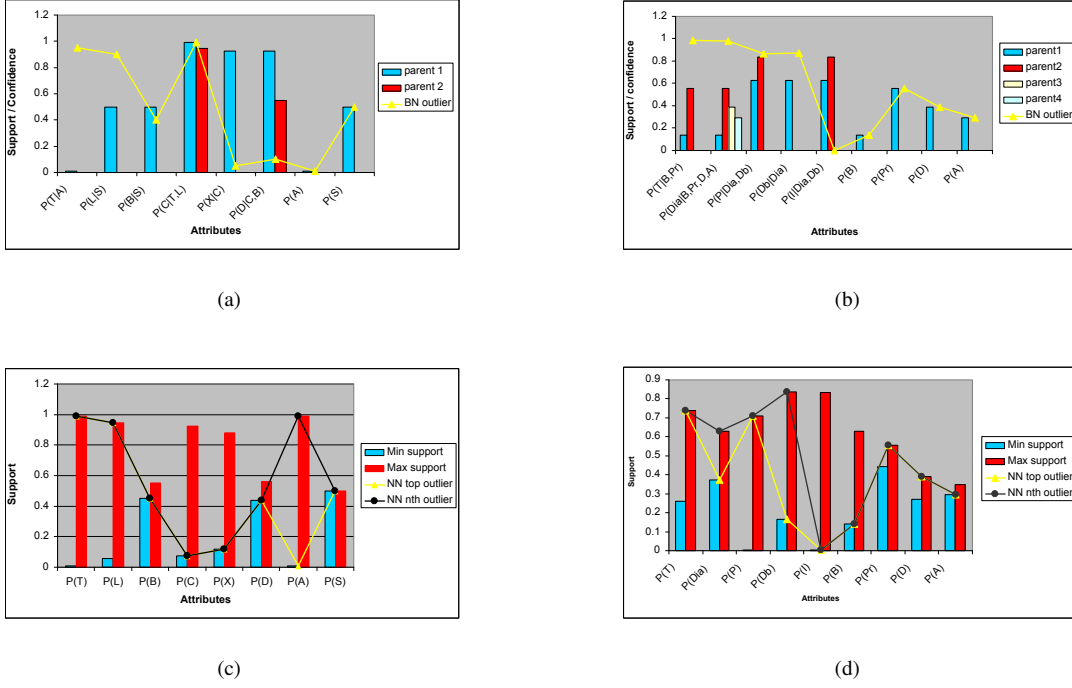 1.2
1
0.8
0.6
0.4
0.2
0
Support / Confidence
P(T|A)
P(L|S)
P(B|S)
P(C|T,L)
P(X|C)
P(D|C,B)
P(A)
P(S)
Attributes
parent 1
parent 2
BN outlier
(a)
1.2
1
0.8
0.6
0.4
0.2
0
Support / confidence
P(T|B,Pr)
P(Dia|B,Pr,D,A)
P(P|Dia,Db)
P(Db|Dia)
P(I|Dia,Db)
P(B)
P(Pr)
P(D)
P(A)
Attributes
parent1
parent2
parent3
parent4
BN outlier
(b)
1.2
1
0.8
0.6
0.4
0.2
0
Support
P(T)
P(L)
P(B)
P(C)
P(X)
P(D)
P(A)
P(S)
Attributes
Min support
Max support
NN top outlier
NN nth outlier
(c)
0.9
0.8
0.7
0.6
0.5
0.4
0.3
0.2
0.1
0
Support
P(T)
P(Dia)
P(P)
P(Db)
P(I)
P(B)
P(Pr)
P(D)
P(A)
Attributes
Min support
Max support
NN top outlier
NN nth outlier
(d)